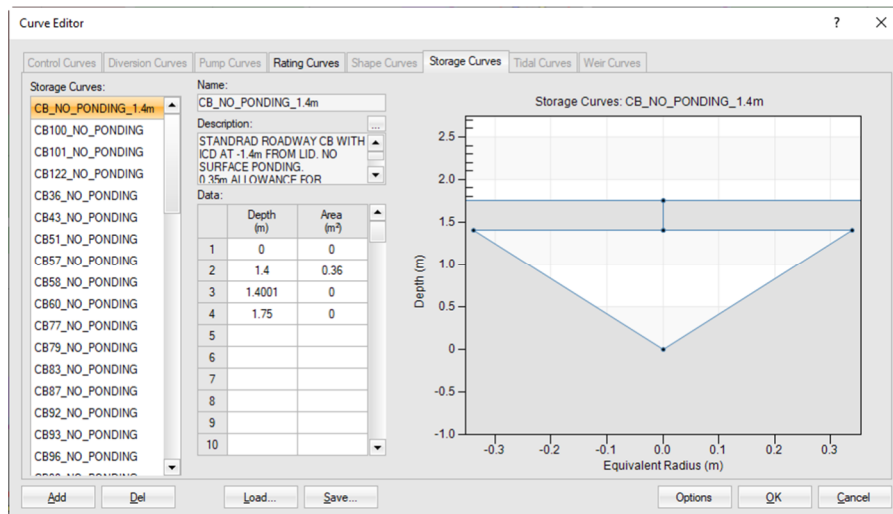 Curve Editor
? ×
Control Curves Diversion Curves Pump Curves Rating Curves Shape Curves Storage Curves Tidal Curves Weir Curves
Storage Curves:
CB_NO_PONDING_1.4m
CB100_NO_PONDING
CB101_NO_PONDING
CB122_NO_PONDING
CB36_NO_PONDING
CB43_NO_PONDING
CB51_NO_PONDING
CB57_NO_PONDING
CB58_NO_PONDING
CB60_NO_PONDING
CB77_NO_PONDING
CB79_NO_PONDING
CB83_NO_PONDING
CB87_NO_PONDING
CB92_NO_PONDING
CB93_NO_PONDING
CB96_NO_PONDING
Name:
CB_NO_PONDING_1.4m
Description:
...
STANDRAD ROADWAY CB WITH
ICD AT -1.4m FROM LID. NO
SURFACE PONDING.
0.35m ALLOWANCE FOR
Data:
Depth Area
(m) (m²)
1 0 0
2 1.4 0.36
3 1.4001 0
4 1.75 0
5
6
7
8
9
10
Storage Curves: CB_NO_PONDING_1.4m
Depth (m)
2.5
2.0
1.5
1.0
0.5
0
-0.5
-1.0
-0.3 -0.2 -0.1 0.0 0.1 0.2 0.3
Equivalent Radius (m)
Add Del Load... Save... Options OK Cancel